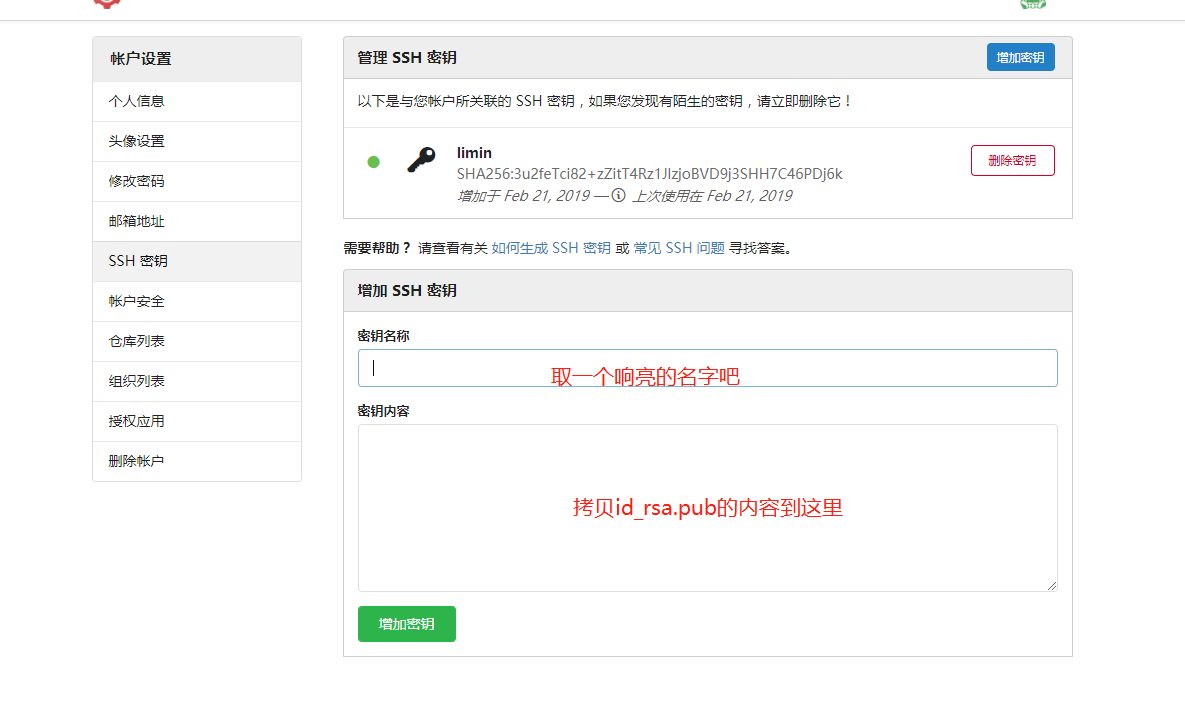 帐户设置
个人信息
头像设置
修改密码
邮箱地址
SSH 密钥
帐户安全
仓库列表
组织列表
授权应用
删除帐户
管理 SSH 密钥
增加密钥
以下是与您帐户所关联的 SSH 密钥，如果您发现有陌生的密钥，请立即删除它！
limin
SHA256:3u2feTci82+zZitT4Rz1JlzjoBVD9j3SHH7C46PDj6k
增加于 Feb 21, 2019 — 上次使用在 Feb 21, 2019
删除密钥
需要帮助？ 请查看有关 如何生成 SSH 密钥 或 常见 SSH 问题 寻找答案。
增加 SSH 密钥
密钥名称
取一个响亮的名字吧
密钥内容
拷贝id_rsa.pub的内容到这里
增加密钥